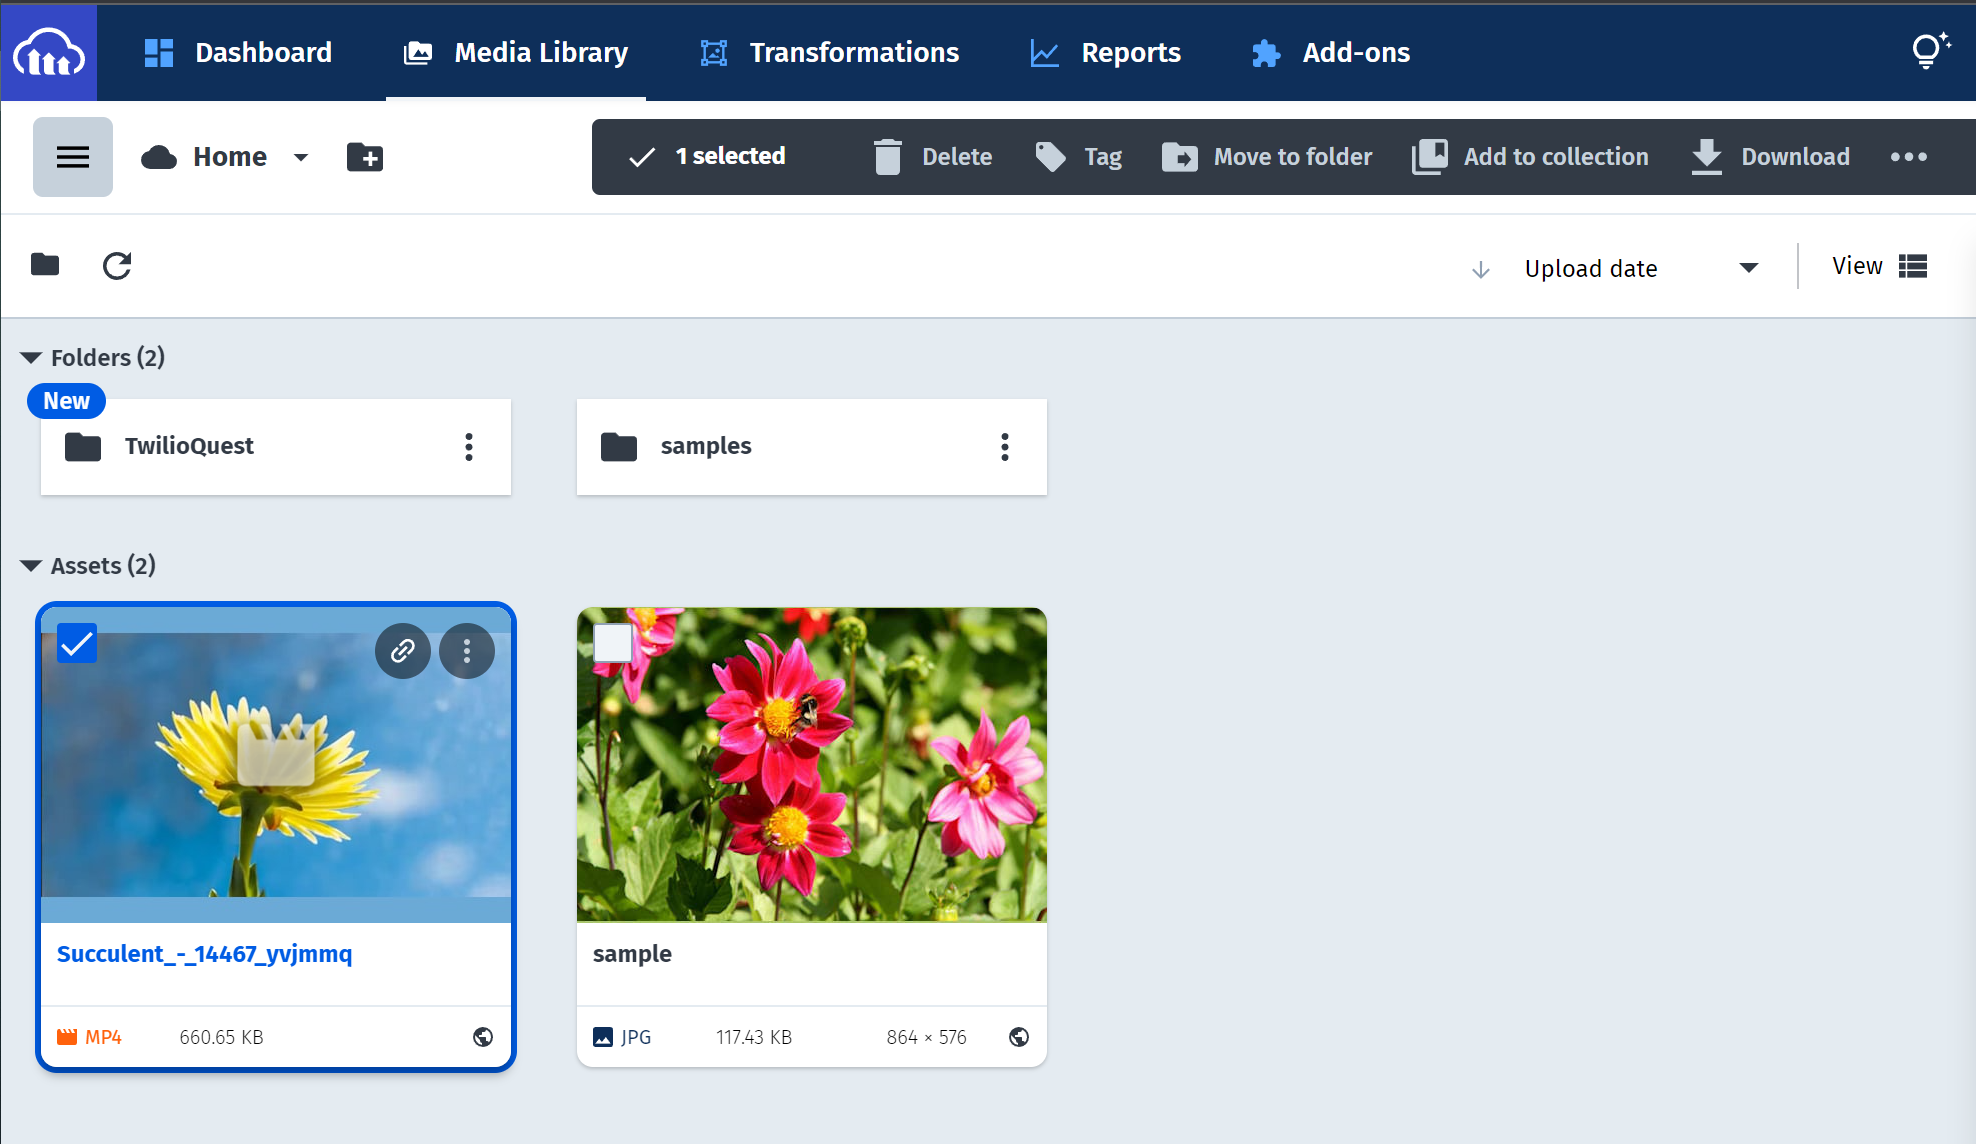 Dashboard
Media Library
Transformations
Reports
Add-ons
Home
1 selected
Delete
Tag
Move to folder
Add to collection
Download
Upload date
View
Folders (2)
New
TwilioQuest
samples
Assets (2)
Succulent_-_14467_yvjmmq
sample
MP4 660.65 KB
JPG 117.43 KB 864 × 576